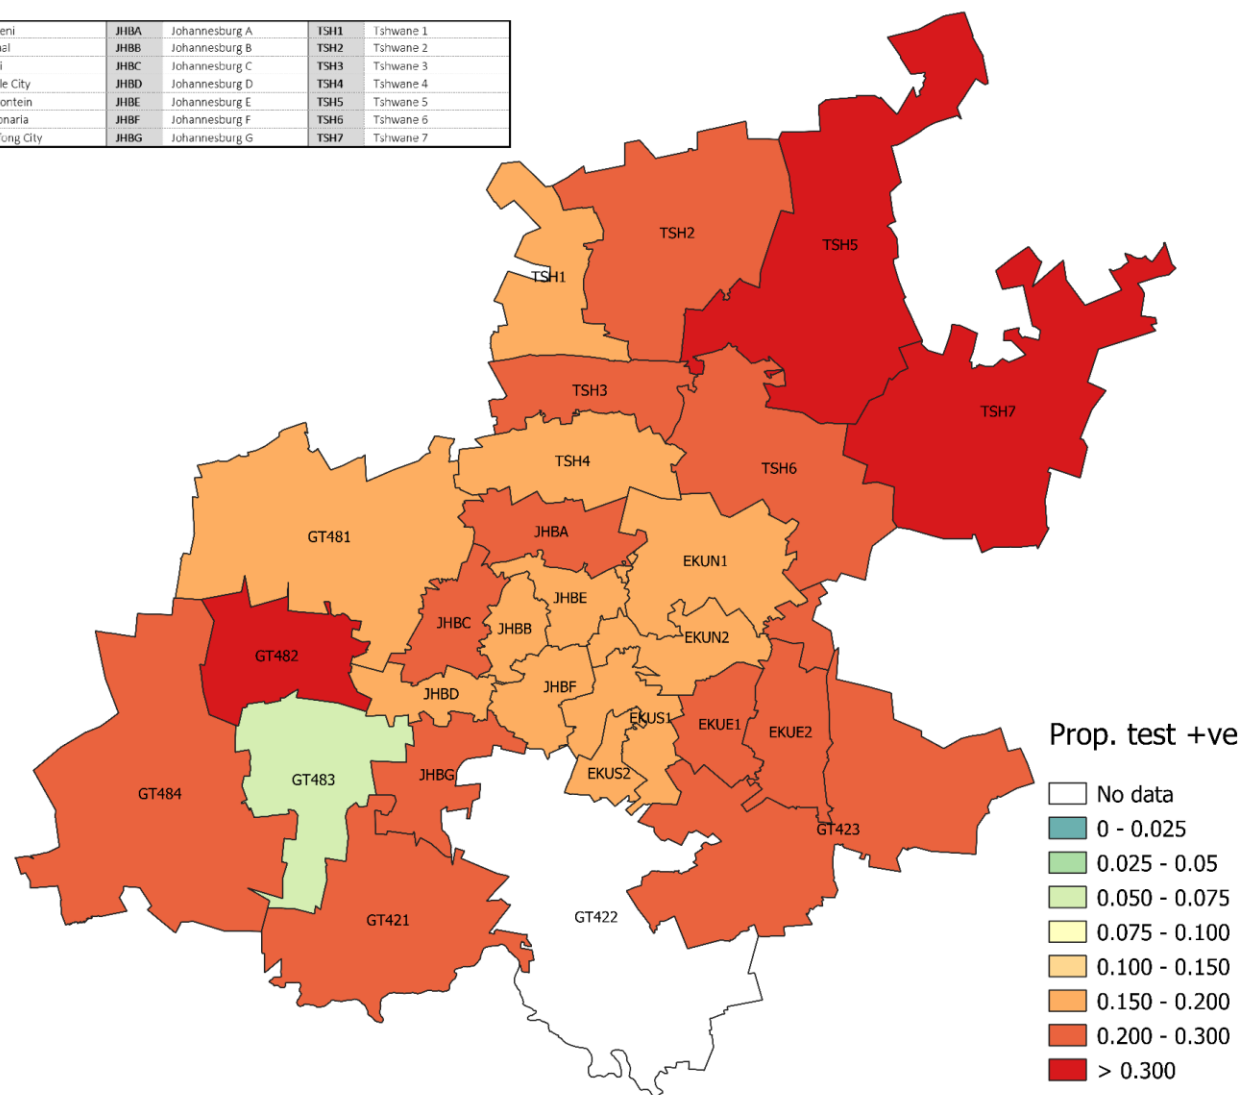 JHBA Johannesburg A TSH1 Tshwane 1
JHBB Johannesburg B TSH2 Tshwane 2
JHBC Johannesburg C TSH3 Tshwane 3
le City JHBD Johannesburg D TSH4 Tshwane 4
ontein JHBE Johannesburg E TSH5 Tshwane 5
onaria JHBF Johannesburg F TSH6 Tshwane 6
ong City JHBG Johannesburg G TSH7 Tshwane 7
TSH2
TSH5
TSH1
TSH3
TSH7
TSH4
TSH6
GT481
JHBA
EKUN1
JHBE
JHBC
JHBB
EKUN2
GT482
JHBD
JHBF
EKUS1
EKUE1
EKUE2
GT483
JHBG
EKUS2
GT484
GT423
GT421
GT422
Prop. test +ve
No data
0 - 0.025
0.025 - 0.05
0.050 - 0.075
0.075 - 0.100
0.100 - 0.150
0.150 - 0.200
0.200 - 0.300
> 0.300